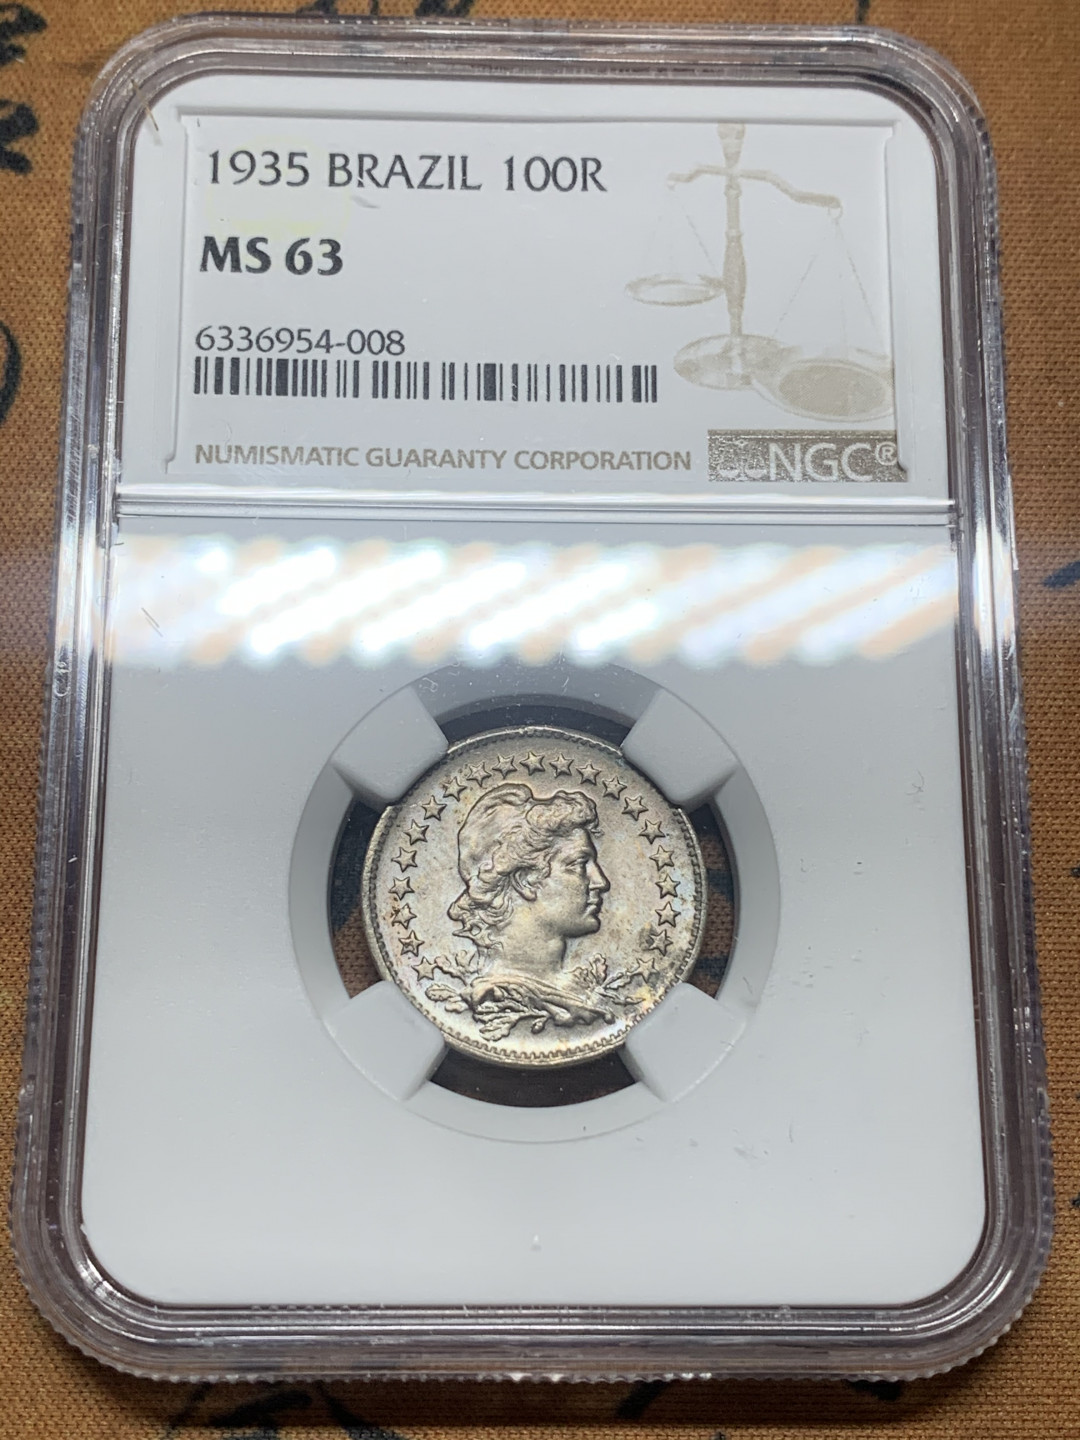 1935 BRAZIL 100R
MS 63
6336954-008
NUMISMATIC GUARANTY CORPORATION
NGC®